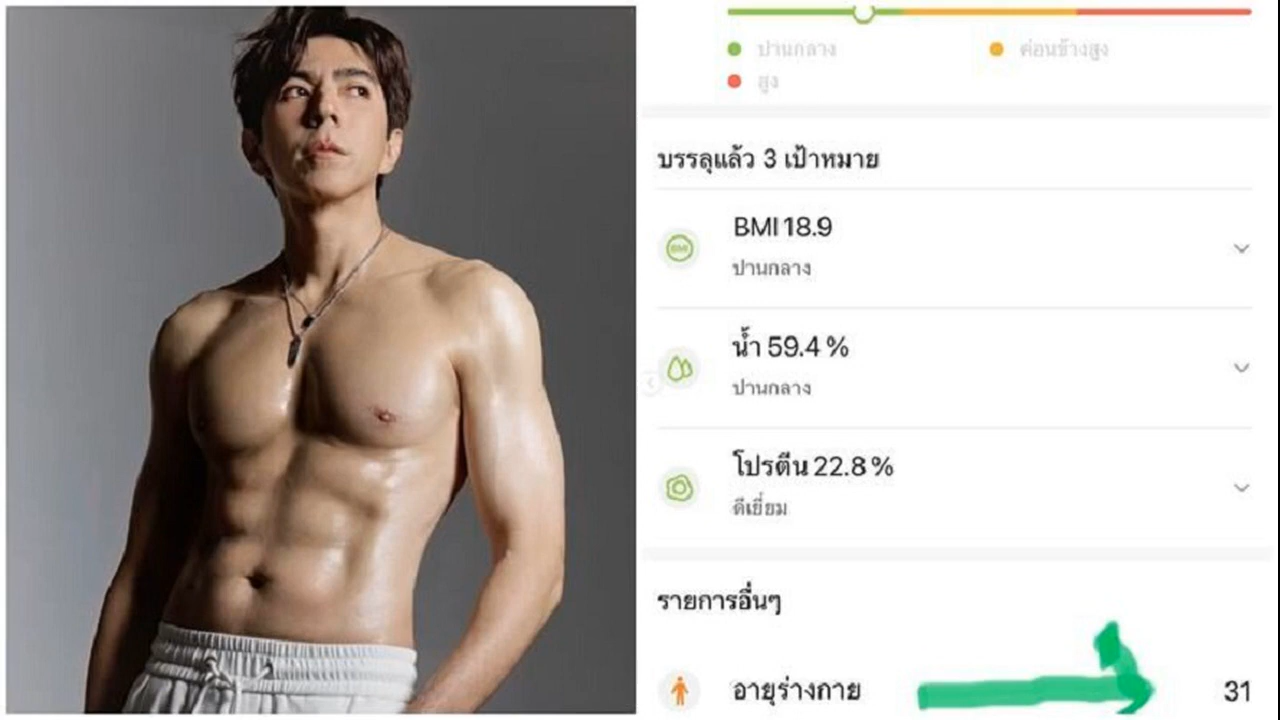 ปานกลาง
ค่อนข้างสูง
สูง
บรรลุแล้ว 3 เป้าหมาย
BMI 18.9
BMI
ปานกลาง
น้ำ 59.4 %
ปานกลาง
โปรตีน 22.8 %
ดีเยี่ยม
รายการอื่นๆ
อายุร่างกาย 31